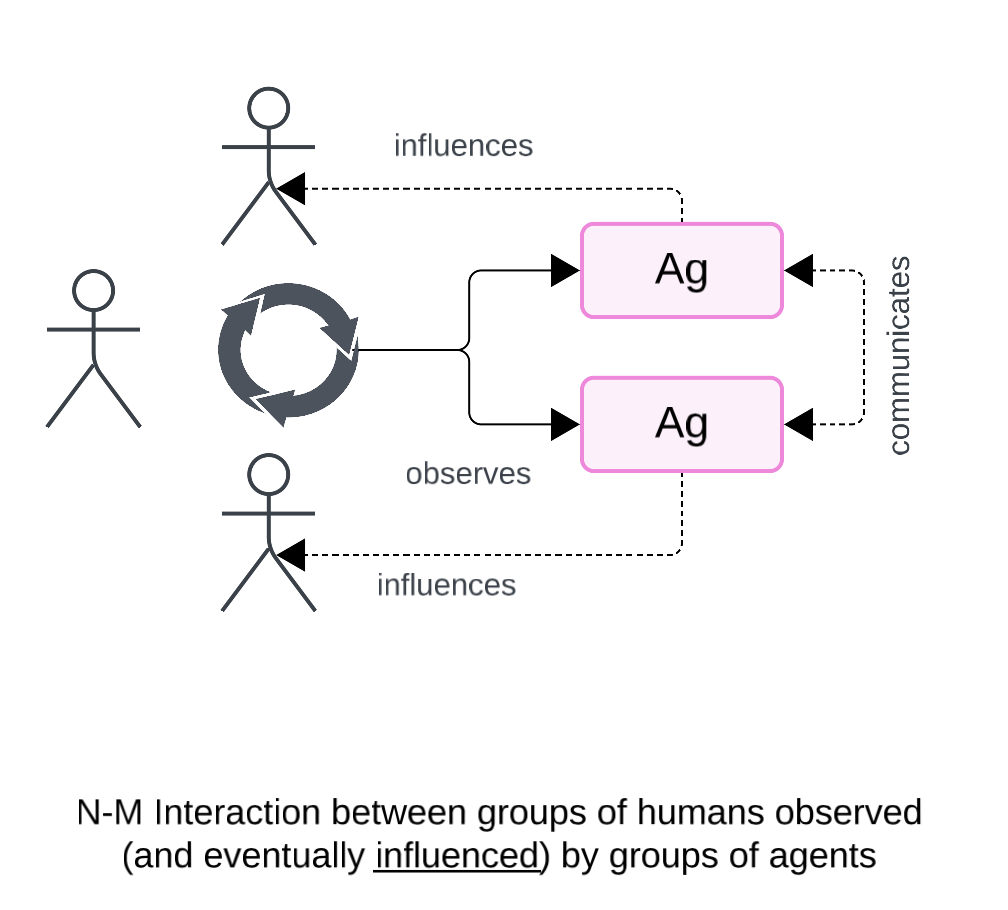 influences
Ag
communicates
Ag
observes
influences
N-M Interaction between groups of humans observed
(and eventually influenced) by groups of agents